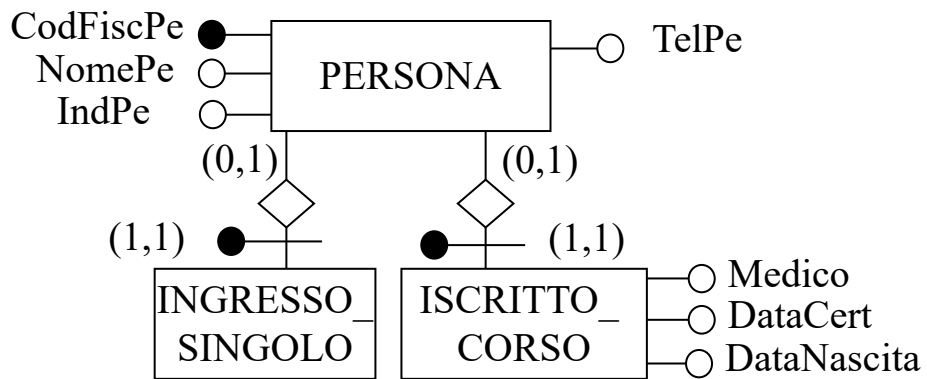 CodFiscPe
NomePe
IndPe
PERSONA
TelPe
(0,1)
(0,1)
(1,1)
(1,1)
INGRESSO_
SINGOLO
ISCRITTO_
CORSO
Medico
DataCert
DataNascita